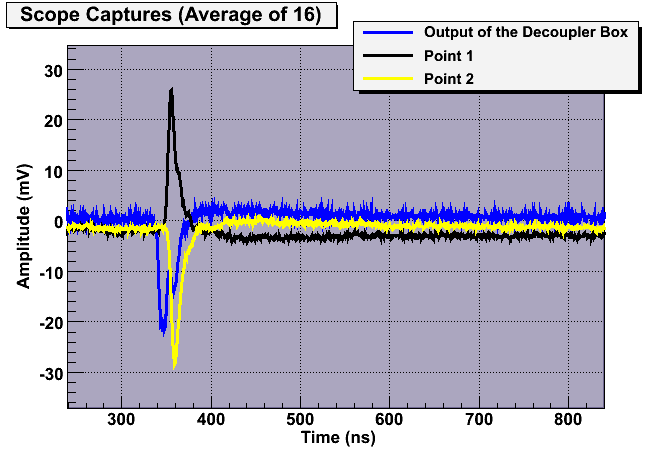 Scope Captures (Average of 16)
Output of the Decoupler Box
Point 1
Point 2
Amplitude (mV)
30
20
10
0
-10
-20
-30
300 400 500 600 700 800
Time (ns)